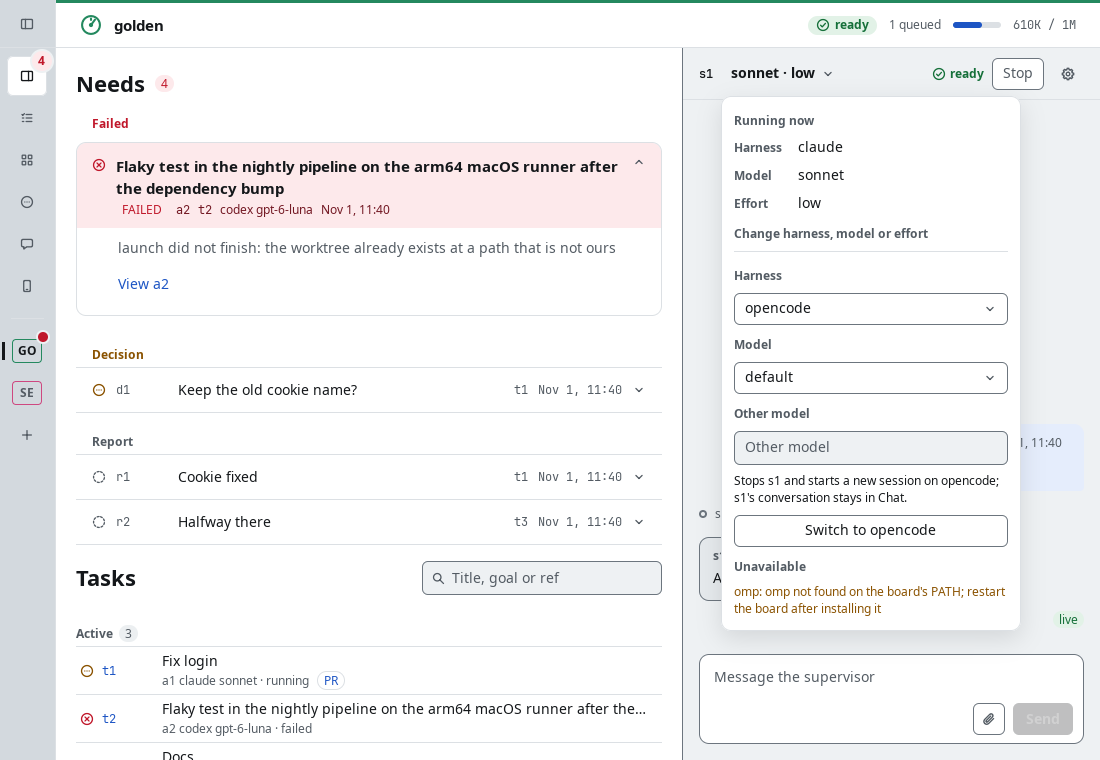 golden
ready
1 queued
610K / 1M
4
GO
SE
Needs 4
Failed
Flaky test in the nightly pipeline on the arm64 macOS runner after
the dependency bump
FAILED a2 t2 codex gpt-6-luna Nov 1, 11:40
launch did not finish: the worktree already exists at a path that is not ours
View a2
Decision
d1 Keep the old cookie name? t1 Nov 1, 11:40
Report
r1 Cookie fixed t1 Nov 1, 11:40
r2 Halfway there t3 Nov 1, 11:40
Tasks
Title, goal or ref
Active 3
t1 Fix login
a1 claude sonnet · running PR
t2 Flaky test in the nightly pipeline on the arm64 macOS runner after the…
a2 codex gpt-6-luna · failed
Docs
s1 sonnet · low
ready
Stop
Running now
Harness claude
Model sonnet
Effort low
Change harness, model or effort
Harness
opencode
Model
default
Other model
Other model
Stops s1 and starts a new session on opencode;
s1's conversation stays in Chat.
Switch to opencode
Unavailable
omp: omp not found on the board's PATH; restart
the board after installing it
11:40
live
Message the supervisor
Send